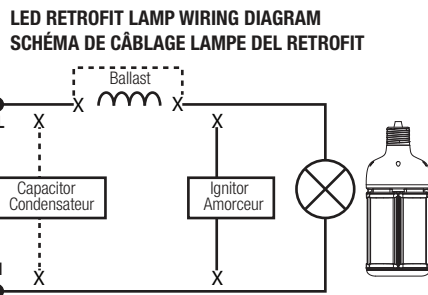 LED RETROFIT LAMP WIRING DIAGRAM
SCHÉMA DE CÂBLAGE LAMPE DEL RETROFIT
Ballast
X X
X X
Capacitor
Condensateur
Ignitor
Amorceur
X X